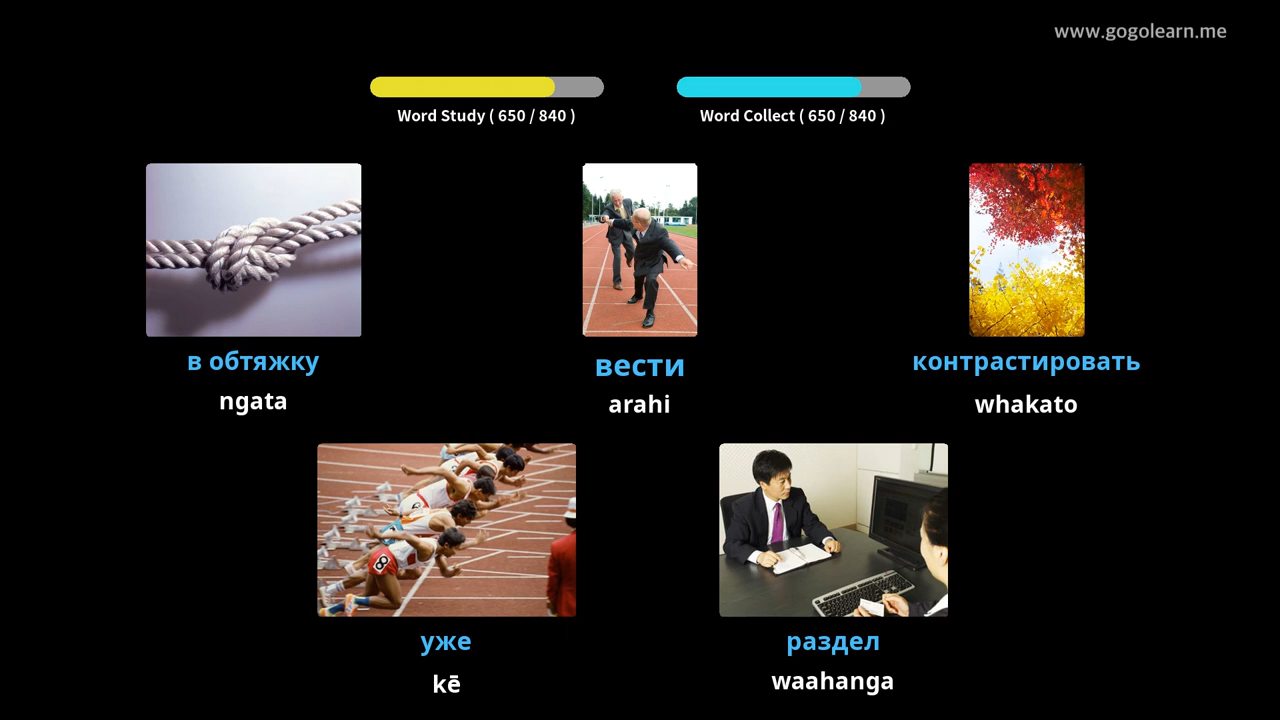 www.gogolearn.me
Word Study ( 650 / 840 )
Word Collect ( 650 / 840 )
в обтяжку
ngata
вести
arahi
контрастировать
whakato
уже
kē
раздел
waahanga